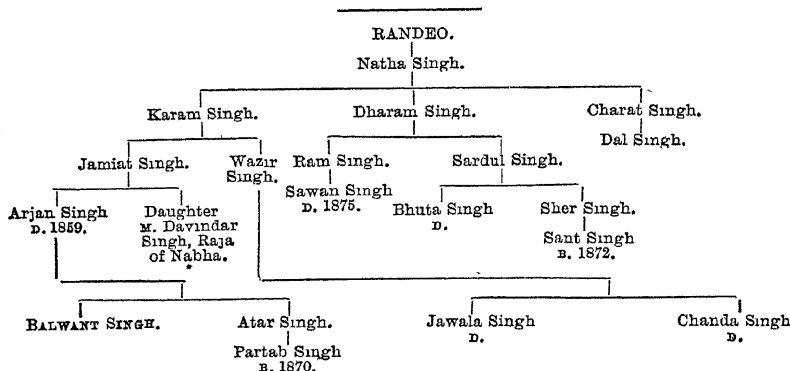 RANDEO.
Natha Singh.
Karam Singh. Dharam Singh. Charat Singh.
Dal Singh.
Jamiat Singh. Wazir Singh. Ram Singh. Sardul Singh.
Sawan Singh
D. 1875.
Arjan Singh
D. 1859.
Daughter
M. Davindar
Singh, Raja
of Nabha.
Bhuta Singh
D.
Sher Singh.
Sant Singh
B. 1872.
BALWANT SINGH. Atar Singh. Jawala Singh
D.
Chanda Singh
D.
Partab Singh
B. 1870.